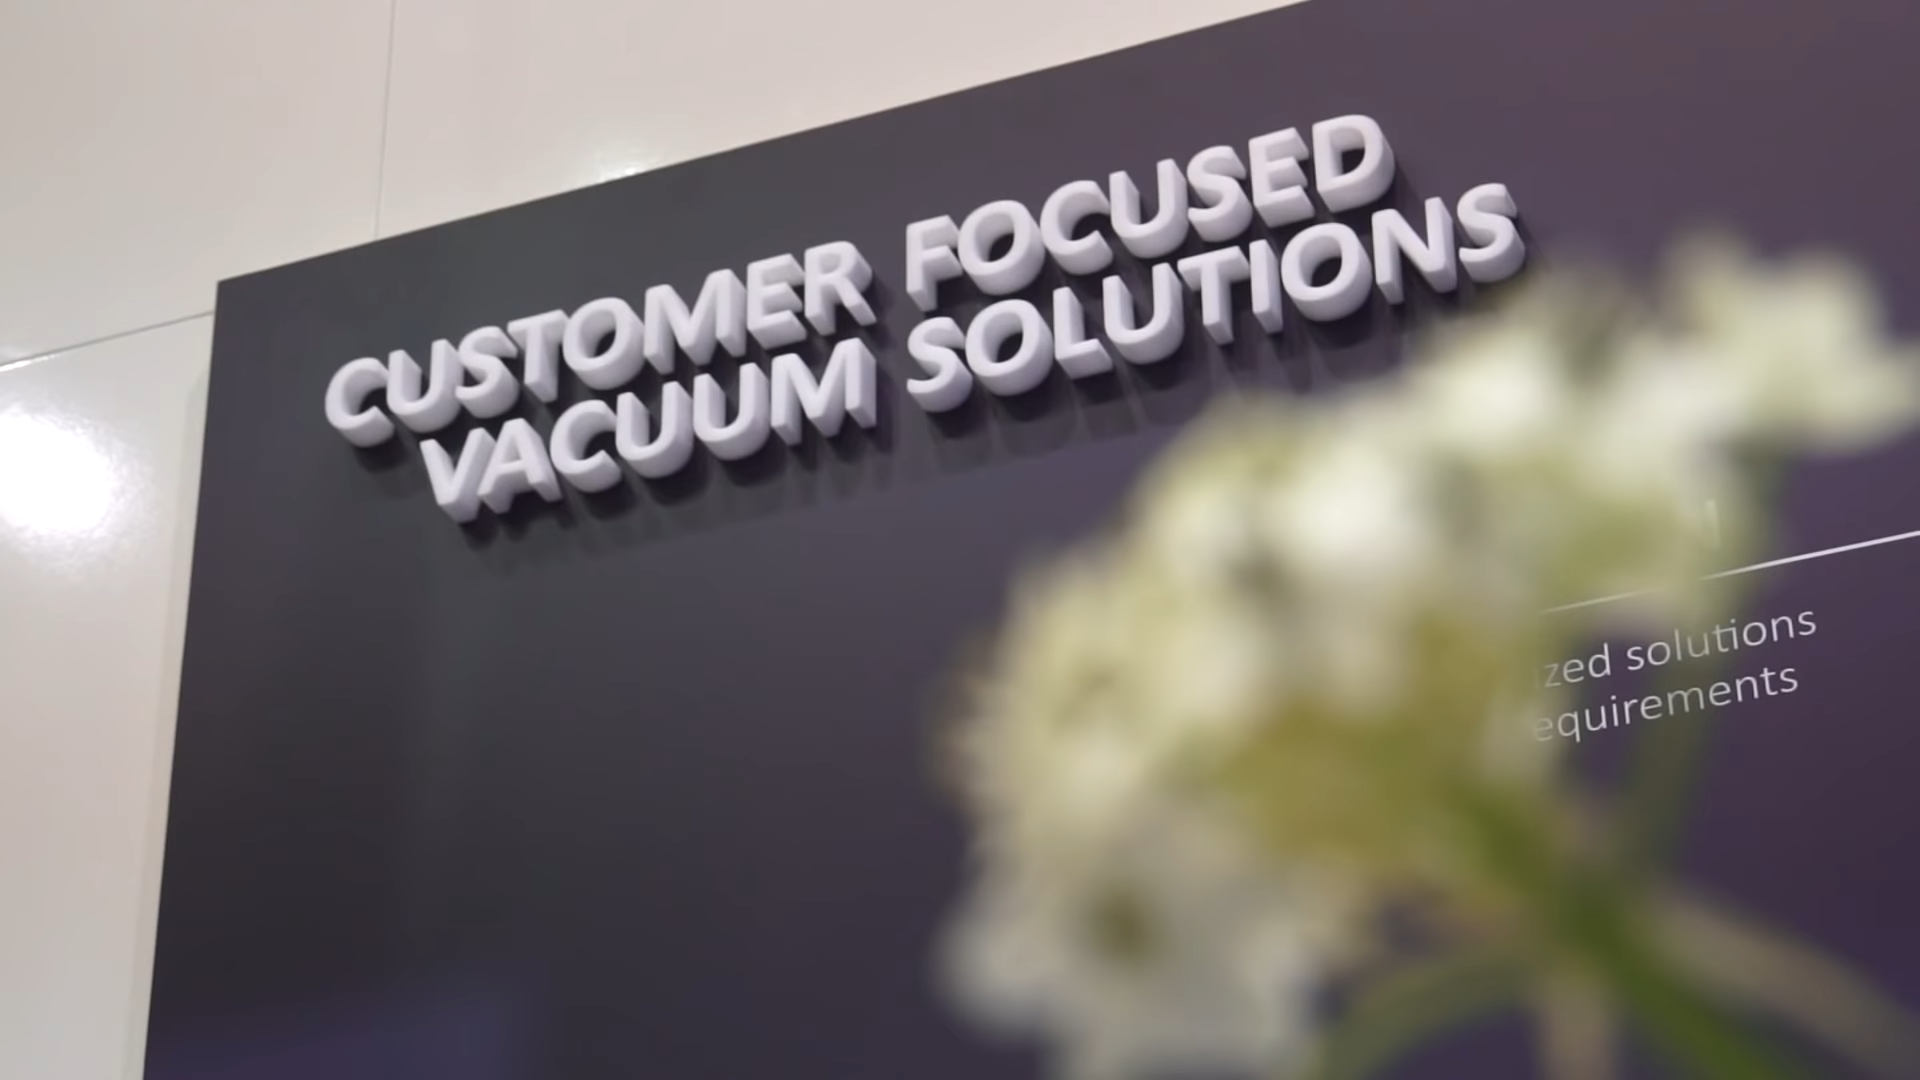 CUSTOMER FOCUSED
VACUUM SOLUTIONS
zed solutions
equirements